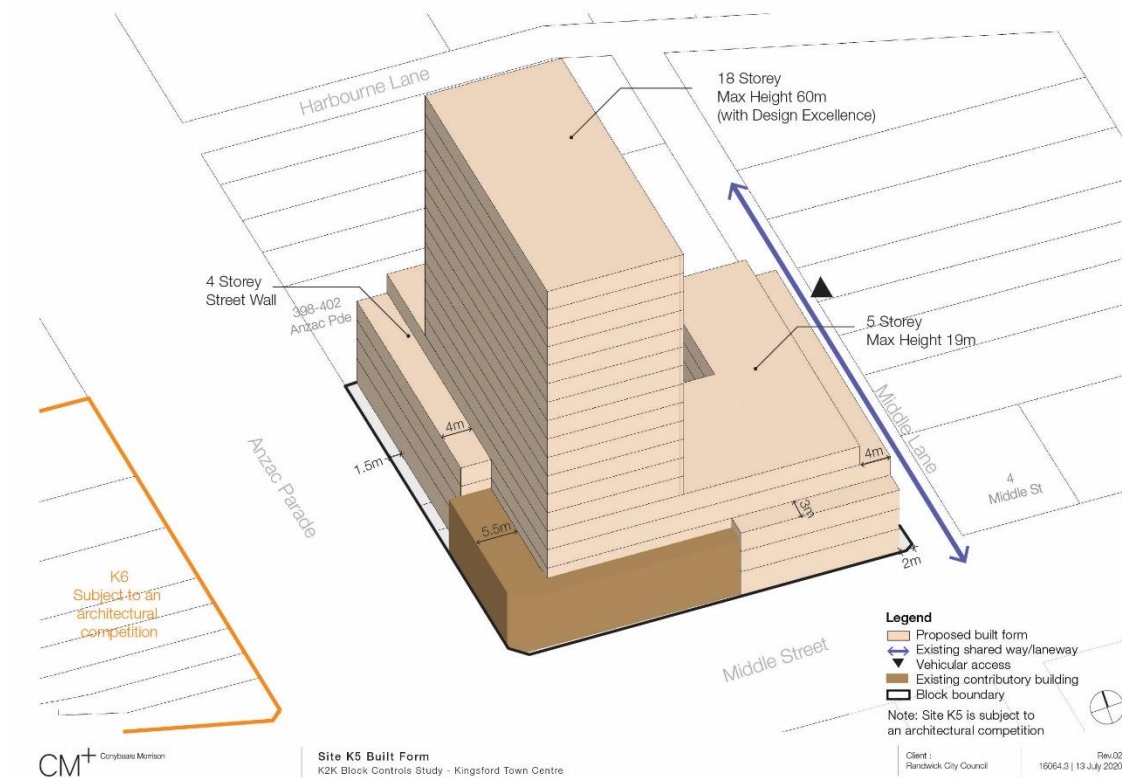 Harbourne Lane
18 Storey
Max Height 60m
(with Design Excellence)
4 Storey
Street Wall
398-402
Anzac Pde
5 Storey
Max Height 19m
4m
1.5m
Anzac Parade
Middle Lane
4m
4
Middle St
3m
5.5m
2m
K6
Subject to an
architectural
competition
Middle Street
Legend
Proposed built form
Existing shared way/laneway
Vehicular access
Existing contributory building
Block boundary
Note: Site K5 is subject to
an architectural competition
CM+ Conybeare Morrison
Site K5 Built Form
K2K Block Controls Study - Kingsford Town Centre
Client :
Randwick City Council
Rev.02
16064.3 | 13 July 2020